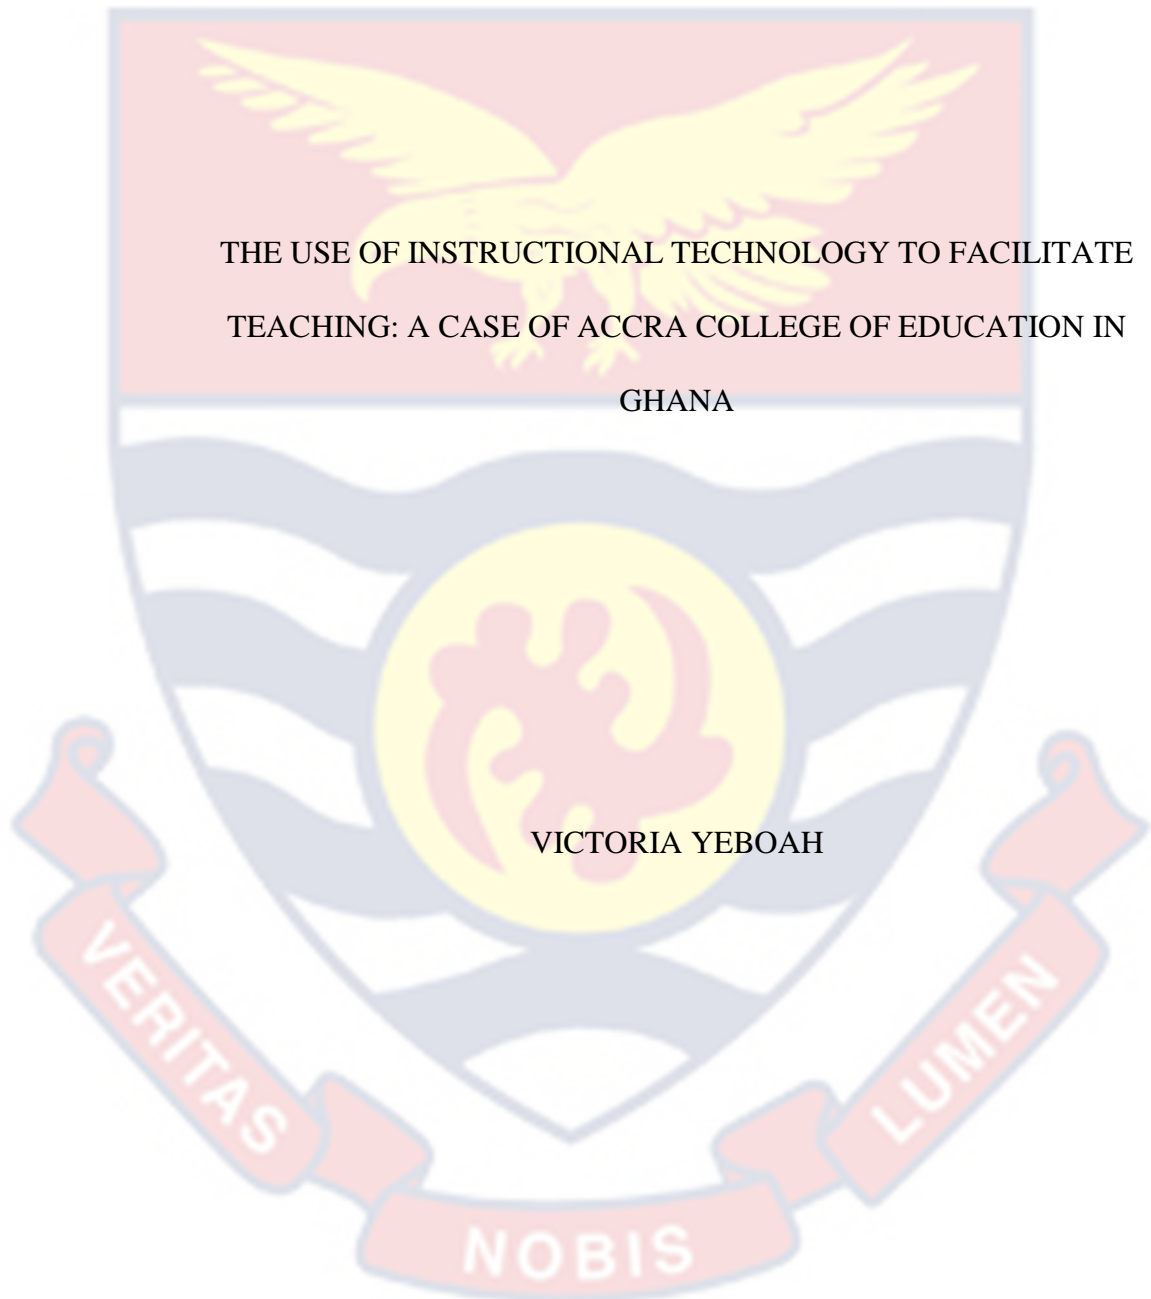 THE USE OF INSTRUCTIONAL TECHNOLOGY TO FACILITATE
TEACHING: A CASE OF ACCRA COLLEGE OF EDUCATION IN
GHANA
VICTORIA YEBOAH
VERITAS
NOBIS
LUMEN